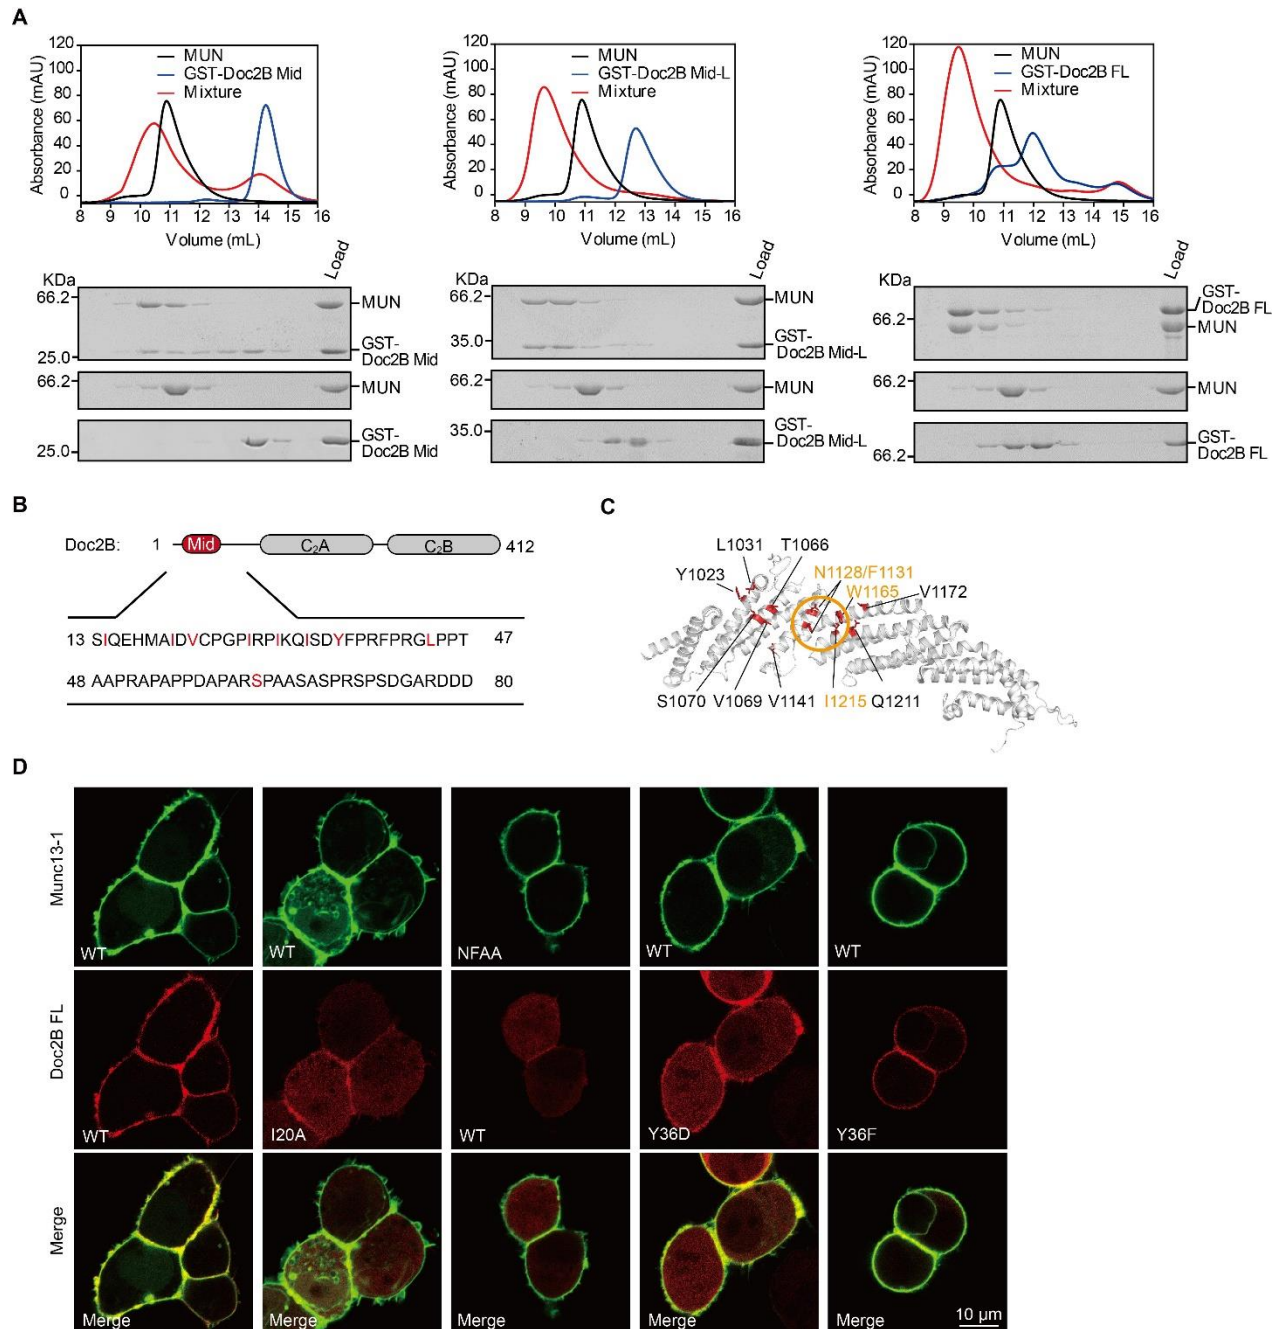 A
120
100
80
60
40
20
0
Absorbance (mAU)
MUN
GST-Doc2B Mid
Mixture
8 9 10 11 12 13 14 15 16
Volume (mL)
120
100
80
60
40
20
0
Absorbance (mAU)
MUN
GST-Doc2B Mid-L
Mixture
8 9 10 11 12 13 14 15 16
Volume (mL)
120
100
80
60
40
20
0
Absorbance (mAU)
MUN
GST-Doc2B FL
Mixture
8 9 10 11 12 13 14 15 16
Volume (mL)
KDa
Load
66.2
MUN
25.0
GST-
Doc2B Mid
66.2
MUN
25.0
GST-
Doc2B Mid
KDa
Load
66.2
MUN
35.0
GST-
Doc2B Mid-L
66.2
MUN
35.0
GST-
Doc2B Mid-L
KDa
Load
66.2
GST-
Doc2B FL
MUN
66.2
MUN
66.2
GST-
Doc2B FL
B
Doc2B: 1 Mid C₂A C₂B 412
13 SIQEHMAIDVCPGPIRPIKQISDYFPRFPRGLPPT 47
48 AAPRAPAPPDAPARSPAASASPRSPSDGARDDD 80
C
L1031 T1066
Y1023
N1128/F1131
W1165
V1172
S1070 V1069 V1141 I1215 Q1211
D
Munc13-1
WT
WT
NFAA
WT
WT
Doc2B FL
WT
I20A
WT
Y36D
Y36F
Merge
Merge
Merge
Merge
Merge
Merge
10 µm